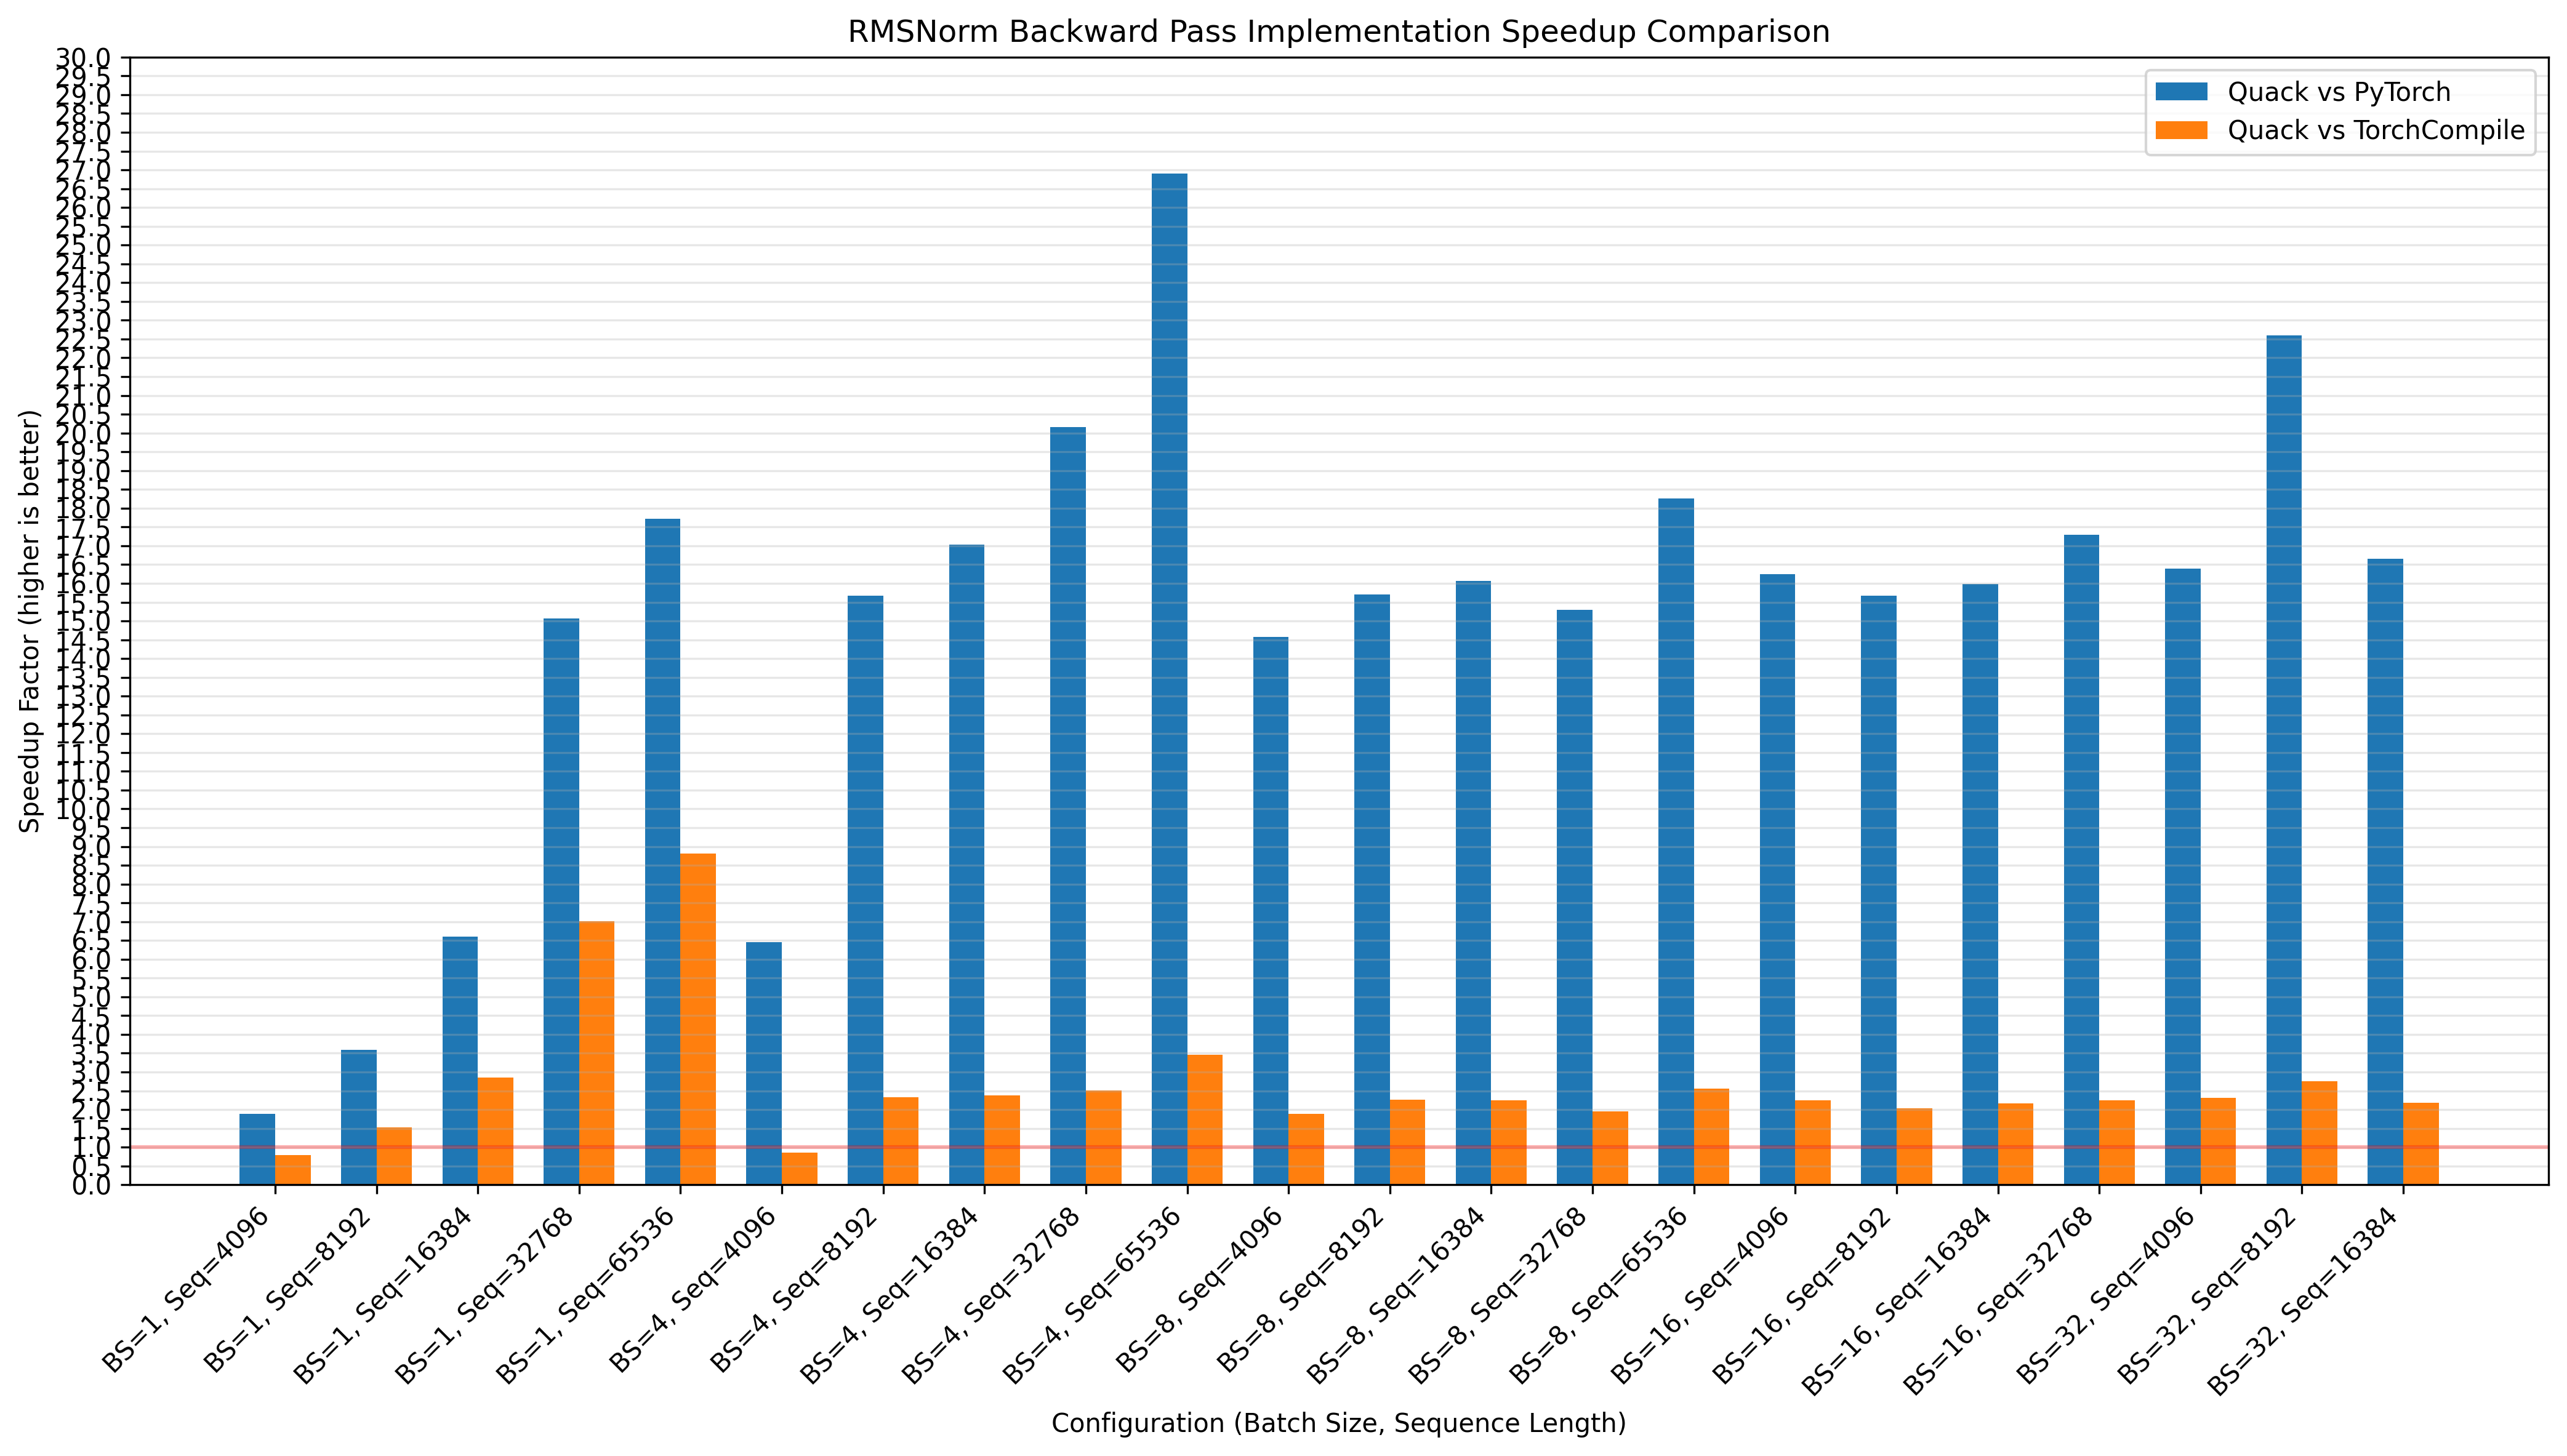 RMSNorm Backward Pass Implementation Speedup Comparison
Quack vs PyTorch
Quack vs TorchCompile
Speedup Factor (higher is better)
30.0
29.5
29.0
28.5
28.0
27.5
27.0
26.5
26.0
25.5
25.0
24.5
24.0
23.5
23.0
22.5
22.0
21.5
21.0
20.5
20.0
19.5
19.0
18.5
18.0
17.5
17.0
16.5
16.0
15.5
15.0
14.5
14.0
13.5
13.0
12.5
12.0
11.5
11.0
10.5
10.0
9.5
9.0
8.5
8.0
7.5
7.0
6.5
6.0
5.5
5.0
4.5
4.0
3.5
3.0
2.5
2.0
1.5
1.0
0.5
0.0
BS=1, Seq=4096
BS=1, Seq=8192
BS=1, Seq=16384
BS=1, Seq=32768
BS=1, Seq=65536
BS=4, Seq=4096
BS=4, Seq=8192
BS=4, Seq=16384
BS=4, Seq=32768
BS=4, Seq=65536
BS=8, Seq=4096
BS=8, Seq=8192
BS=8, Seq=16384
BS=8, Seq=32768
BS=8, Seq=65536
BS=16, Seq=4096
BS=16, Seq=8192
BS=16, Seq=16384
BS=16, Seq=32768
BS=32, Seq=4096
BS=32, Seq=8192
BS=32, Seq=16384
Configuration (Batch Size, Sequence Length)